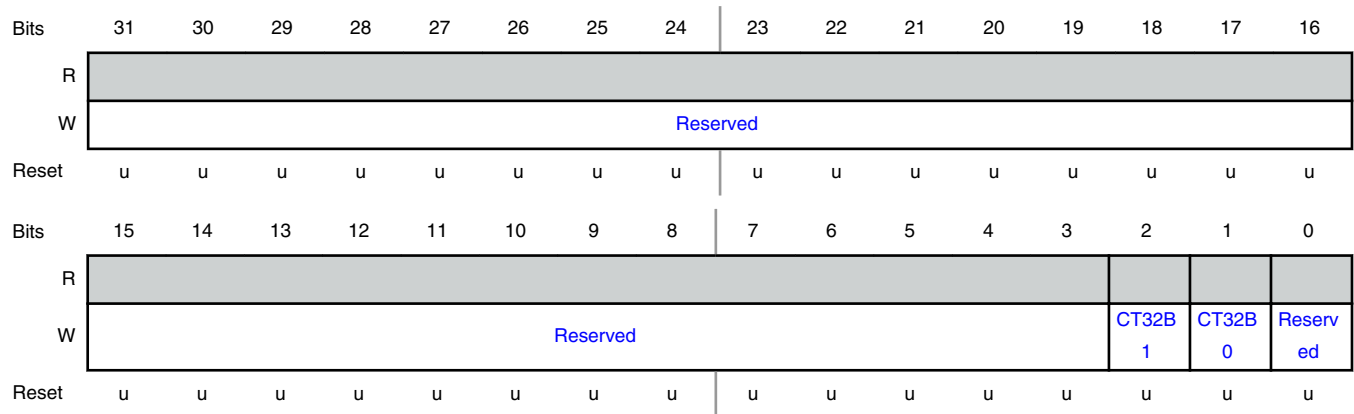 Bits 31 30 29 28 27 26 25 24 23 22 21 20 19 18 17 16
R
W Reserved
Reset u u u u u u u u u u u u u u u u
Bits 15 14 13 12 11 10 9 8 7 6 5 4 3 2 1 0
R
W Reserved CT32B 1 CT32B 0 Reserv ed
Reset u u u u u u u u u u u u u u u u